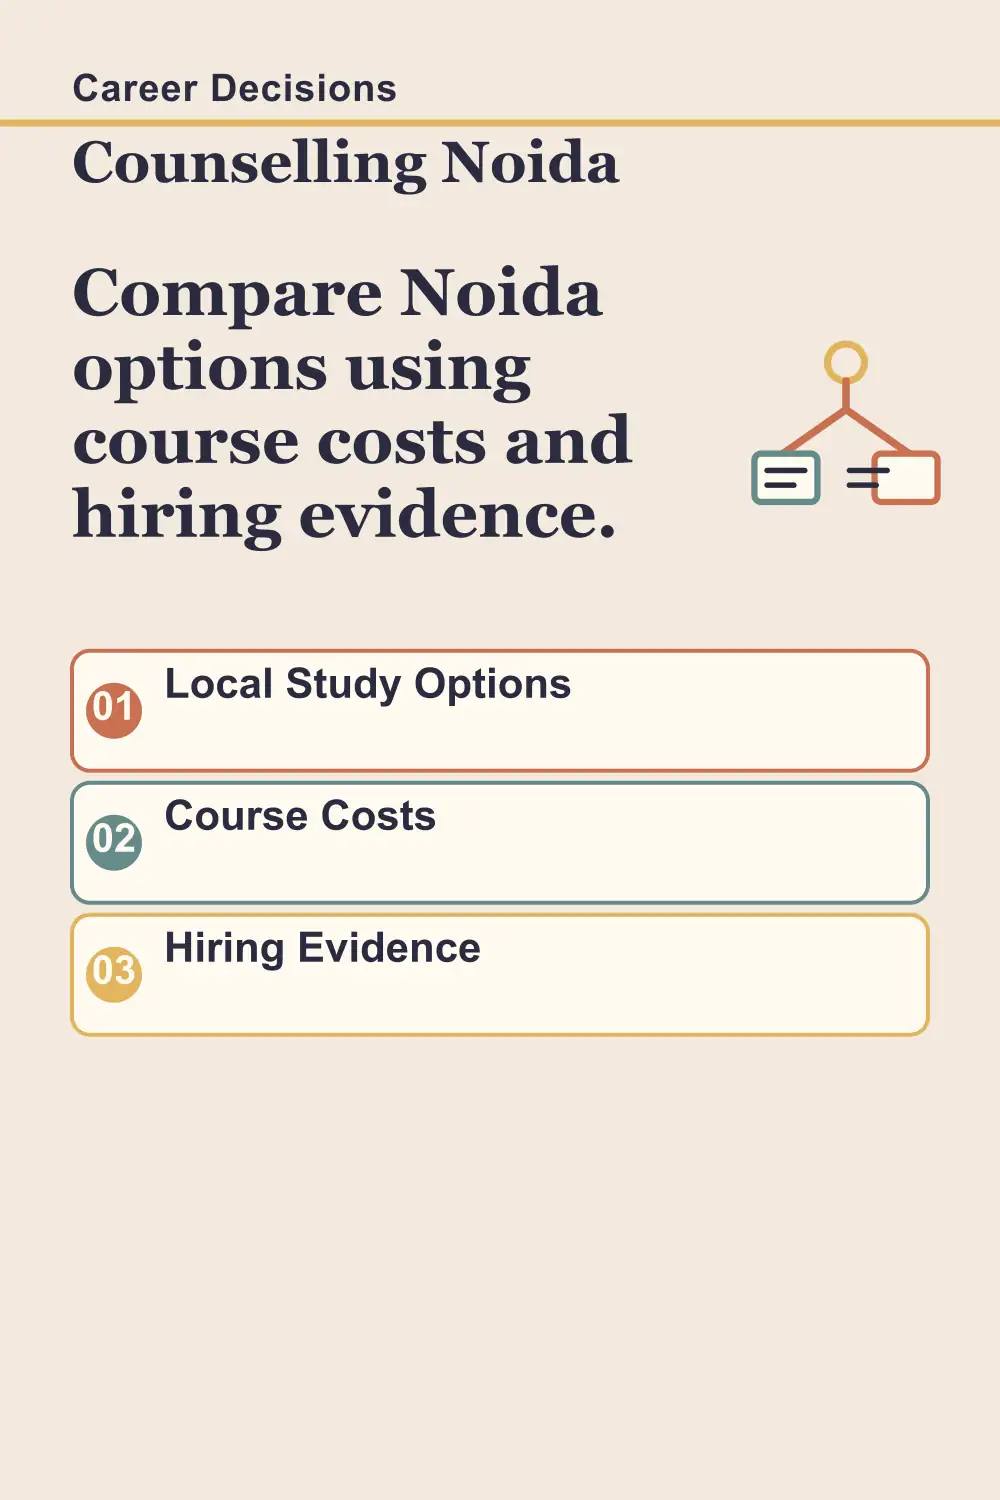 Career Decisions
Counselling Noida
Compare Noida
options using
course costs and
hiring evidence.
01 Local Study Options
02 Course Costs
03 Hiring Evidence